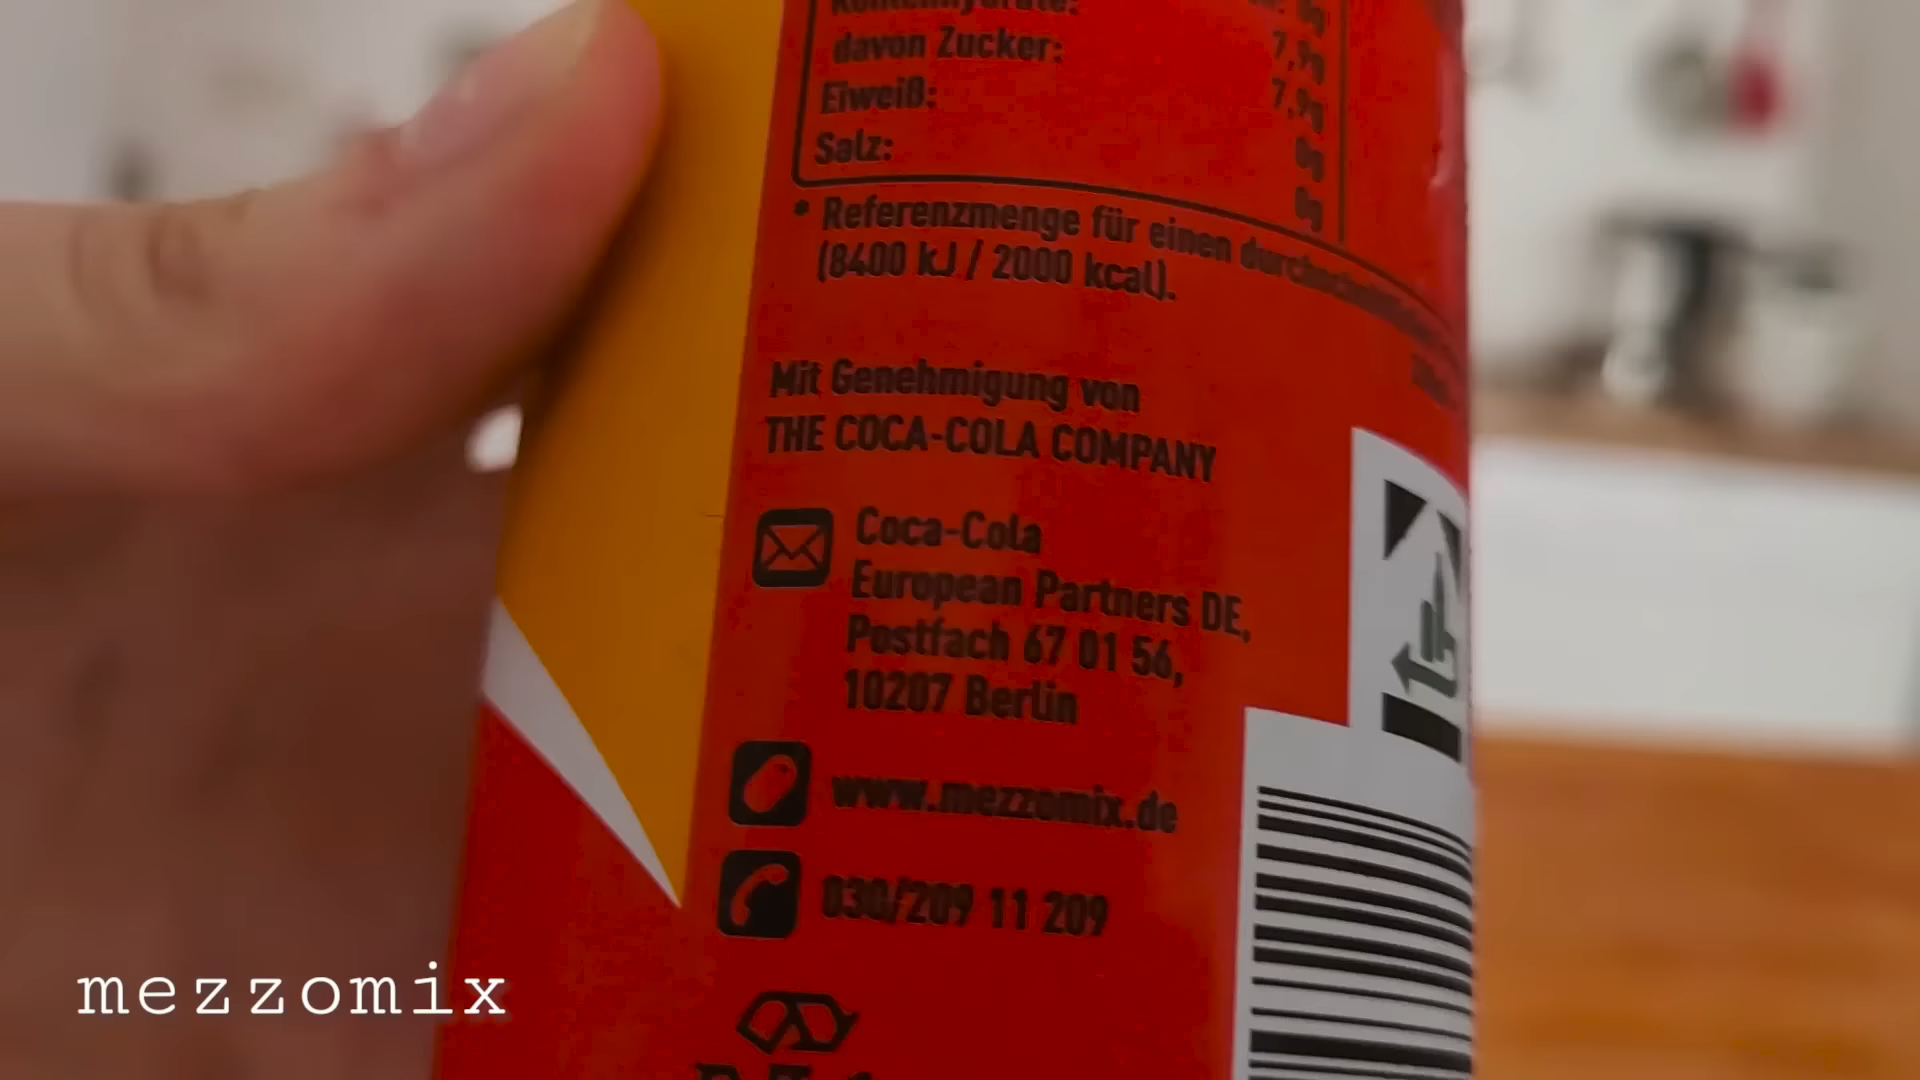 Kohlenhydrate:
7,9g
davon Zucker:
7,9g
Eiweiß:
0g
Salz:
0g
* Referenzmenge für einen
(8400 kJ / 2000 kcal).
Mit Genehmigung von
THE COCA-COLA COMPANY
Coca-Cola
European Partners DE,
Postfach 67 01 56,
10207 Berlin
www.mezzomix.de
030/209 11 209
mezzomix